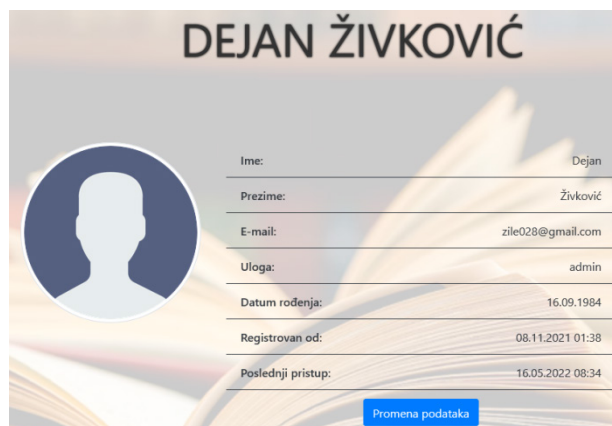 DEJAN ŽIVKOVIĆ
Ime: Dejan
Prezime: Živković
E-mail: zile028@gmail.com
Uloga: admin
Datum rođenja: 16.09.1984
Registrovan od: 08.11.2021 01:38
Poslednji pristup: 16.05.2022 08:34
Promena podataka